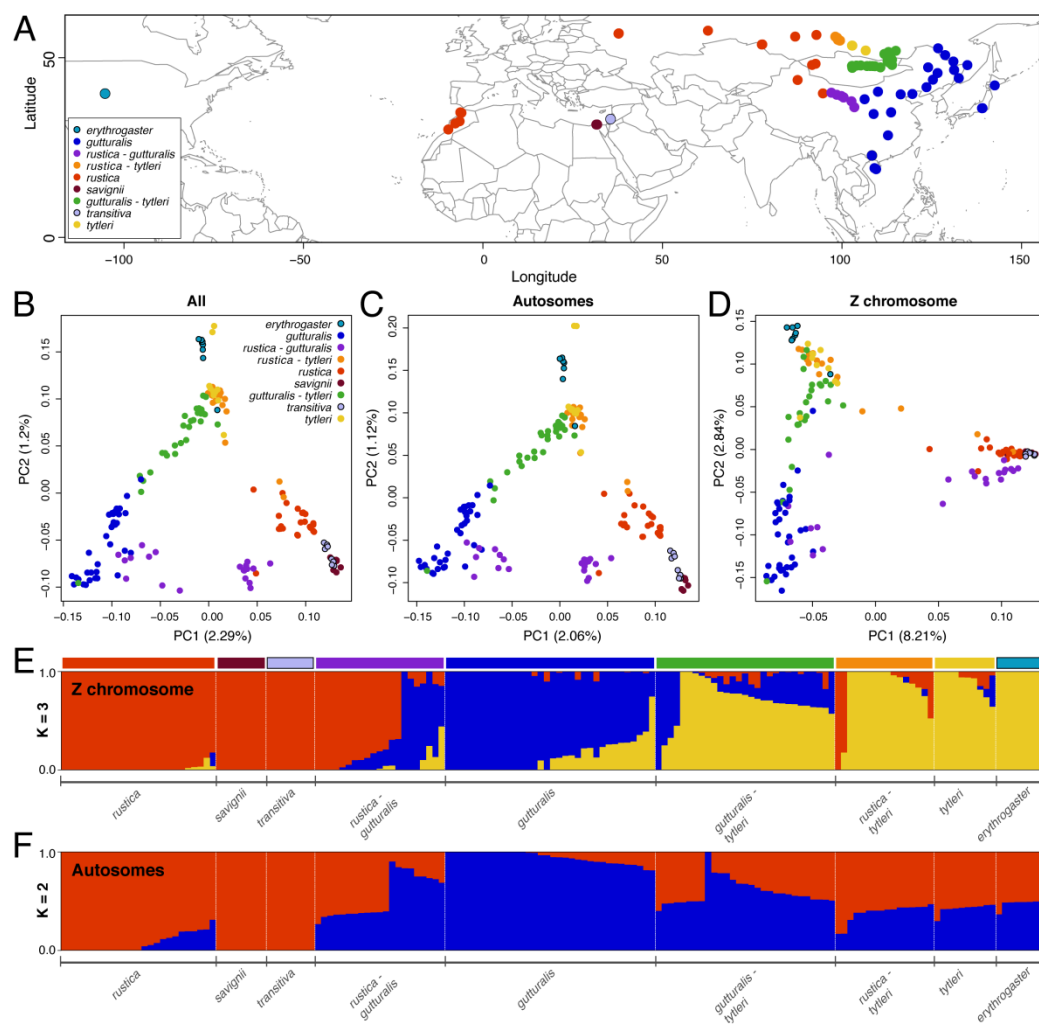 A
Latitude
50
0
erythrogaster
gutturalis
rustica - gutturalis
rustica - tytleri
rustica
savignii
gutturalis - tytleri
transitiva
tytleri
−100 −50 0 50 100 150
Longitude
B All
PC2 (1.2%)
0.15
0.10
0.05
0.00
−0.05
−0.10
erythrogaster
gutturalis
rustica - gutturalis
rustica - tytleri
rustica
savignii
gutturalis - tytleri
transitiva
tytleri
−0.15 −0.10 −0.05 0.00 0.05 0.10
PC1 (2.29%)
C Autosomes
PC2 (1.12%)
0.20
0.15
0.10
0.05
0.00
−0.05
−0.10
−0.15 −0.10 −0.05 0.00 0.05 0.10
PC1 (2.06%)
D Z chromosome
PC2 (2.84%)
0.15
0.10
0.05
0.00
−0.05
−0.10
−0.15
−0.05 0.00 0.05 0.10
PC1 (8.21%)
E
Z chromosome
K = 3
1.0
0.0
rustica
savignii
transitiva
rustica -
gutturalis
gutturalis
gutturalis -
tytleri
rustica -
tytleri
tytleri
erythrogaster
F
Autosomes
K = 2
1.0
0.0
rustica
savignii
transitiva
rustica -
gutturalis
gutturalis
gutturalis -
tytleri
rustica -
tytleri
tytleri
erythrogaster